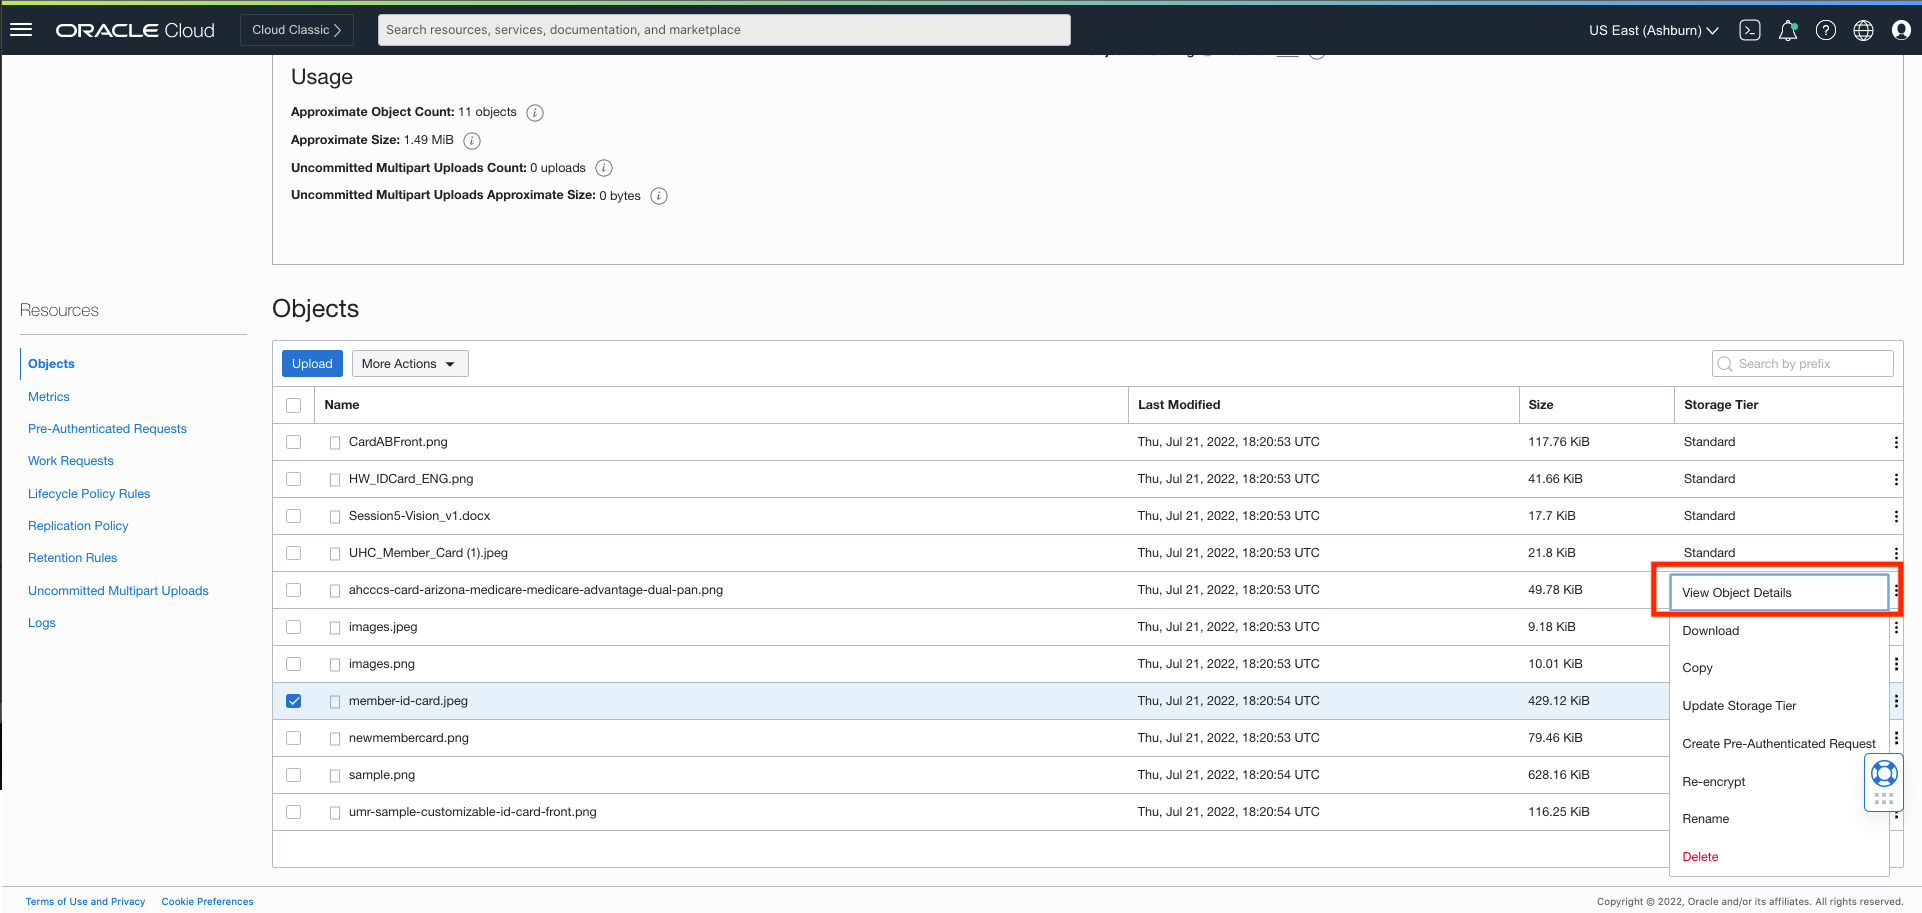 ORACLE Cloud
Cloud Classic
Search resources, services, documentation, and marketplace
US East (Ashburn)
Usage
Approximate Object Count: 11 objects
Approximate Size: 1.49 MiB
Uncommitted Multipart Uploads Count: 0 uploads
Uncommitted Multipart Uploads Approximate Size: 0 bytes
Resources
Objects
Metrics
Pre-Authenticated Requests
Work Requests
Lifecycle Policy Rules
Replication Policy
Retention Rules
Uncommitted Multipart Uploads
Logs
Objects
Upload
More Actions
Search by prefix
Name Last Modified Size Storage Tier
CardABFront.png Thu, Jul 21, 2022, 18:20:53 UTC 117.76 KiB Standard
HW_IDCard_ENG.png Thu, Jul 21, 2022, 18:20:53 UTC 41.66 KiB Standard
Session5-Vision_v1.docx Thu, Jul 21, 2022, 18:20:53 UTC 17.7 KiB Standard
UHC_Member_Card (1).jpeg Thu, Jul 21, 2022, 18:20:53 UTC 21.8 KiB Standard
ahcccs-card-arizona-medicare-medicare-advantage-dual-pan.png Thu, Jul 21, 2022, 18:20:53 UTC 49.78 KiB
images.jpeg Thu, Jul 21, 2022, 18:20:53 UTC 9.18 KiB
images.png Thu, Jul 21, 2022, 18:20:53 UTC 10.01 KiB
member-id-card.jpeg Thu, Jul 21, 2022, 18:20:54 UTC 429.12 KiB
newmembercard.png Thu, Jul 21, 2022, 18:20:53 UTC 79.46 KiB
sample.png Thu, Jul 21, 2022, 18:20:54 UTC 628.16 KiB
umr-sample-customizable-id-card-front.png Thu, Jul 21, 2022, 18:20:54 UTC 116.25 KiB
View Object Details
Download
Copy
Update Storage Tier
Create Pre-Authenticated Request
Re-encrypt
Rename
Delete
Terms of Use and Privacy Cookie Preferences
Copyright © 2022, Oracle and/or its affiliates. All rights reserved.